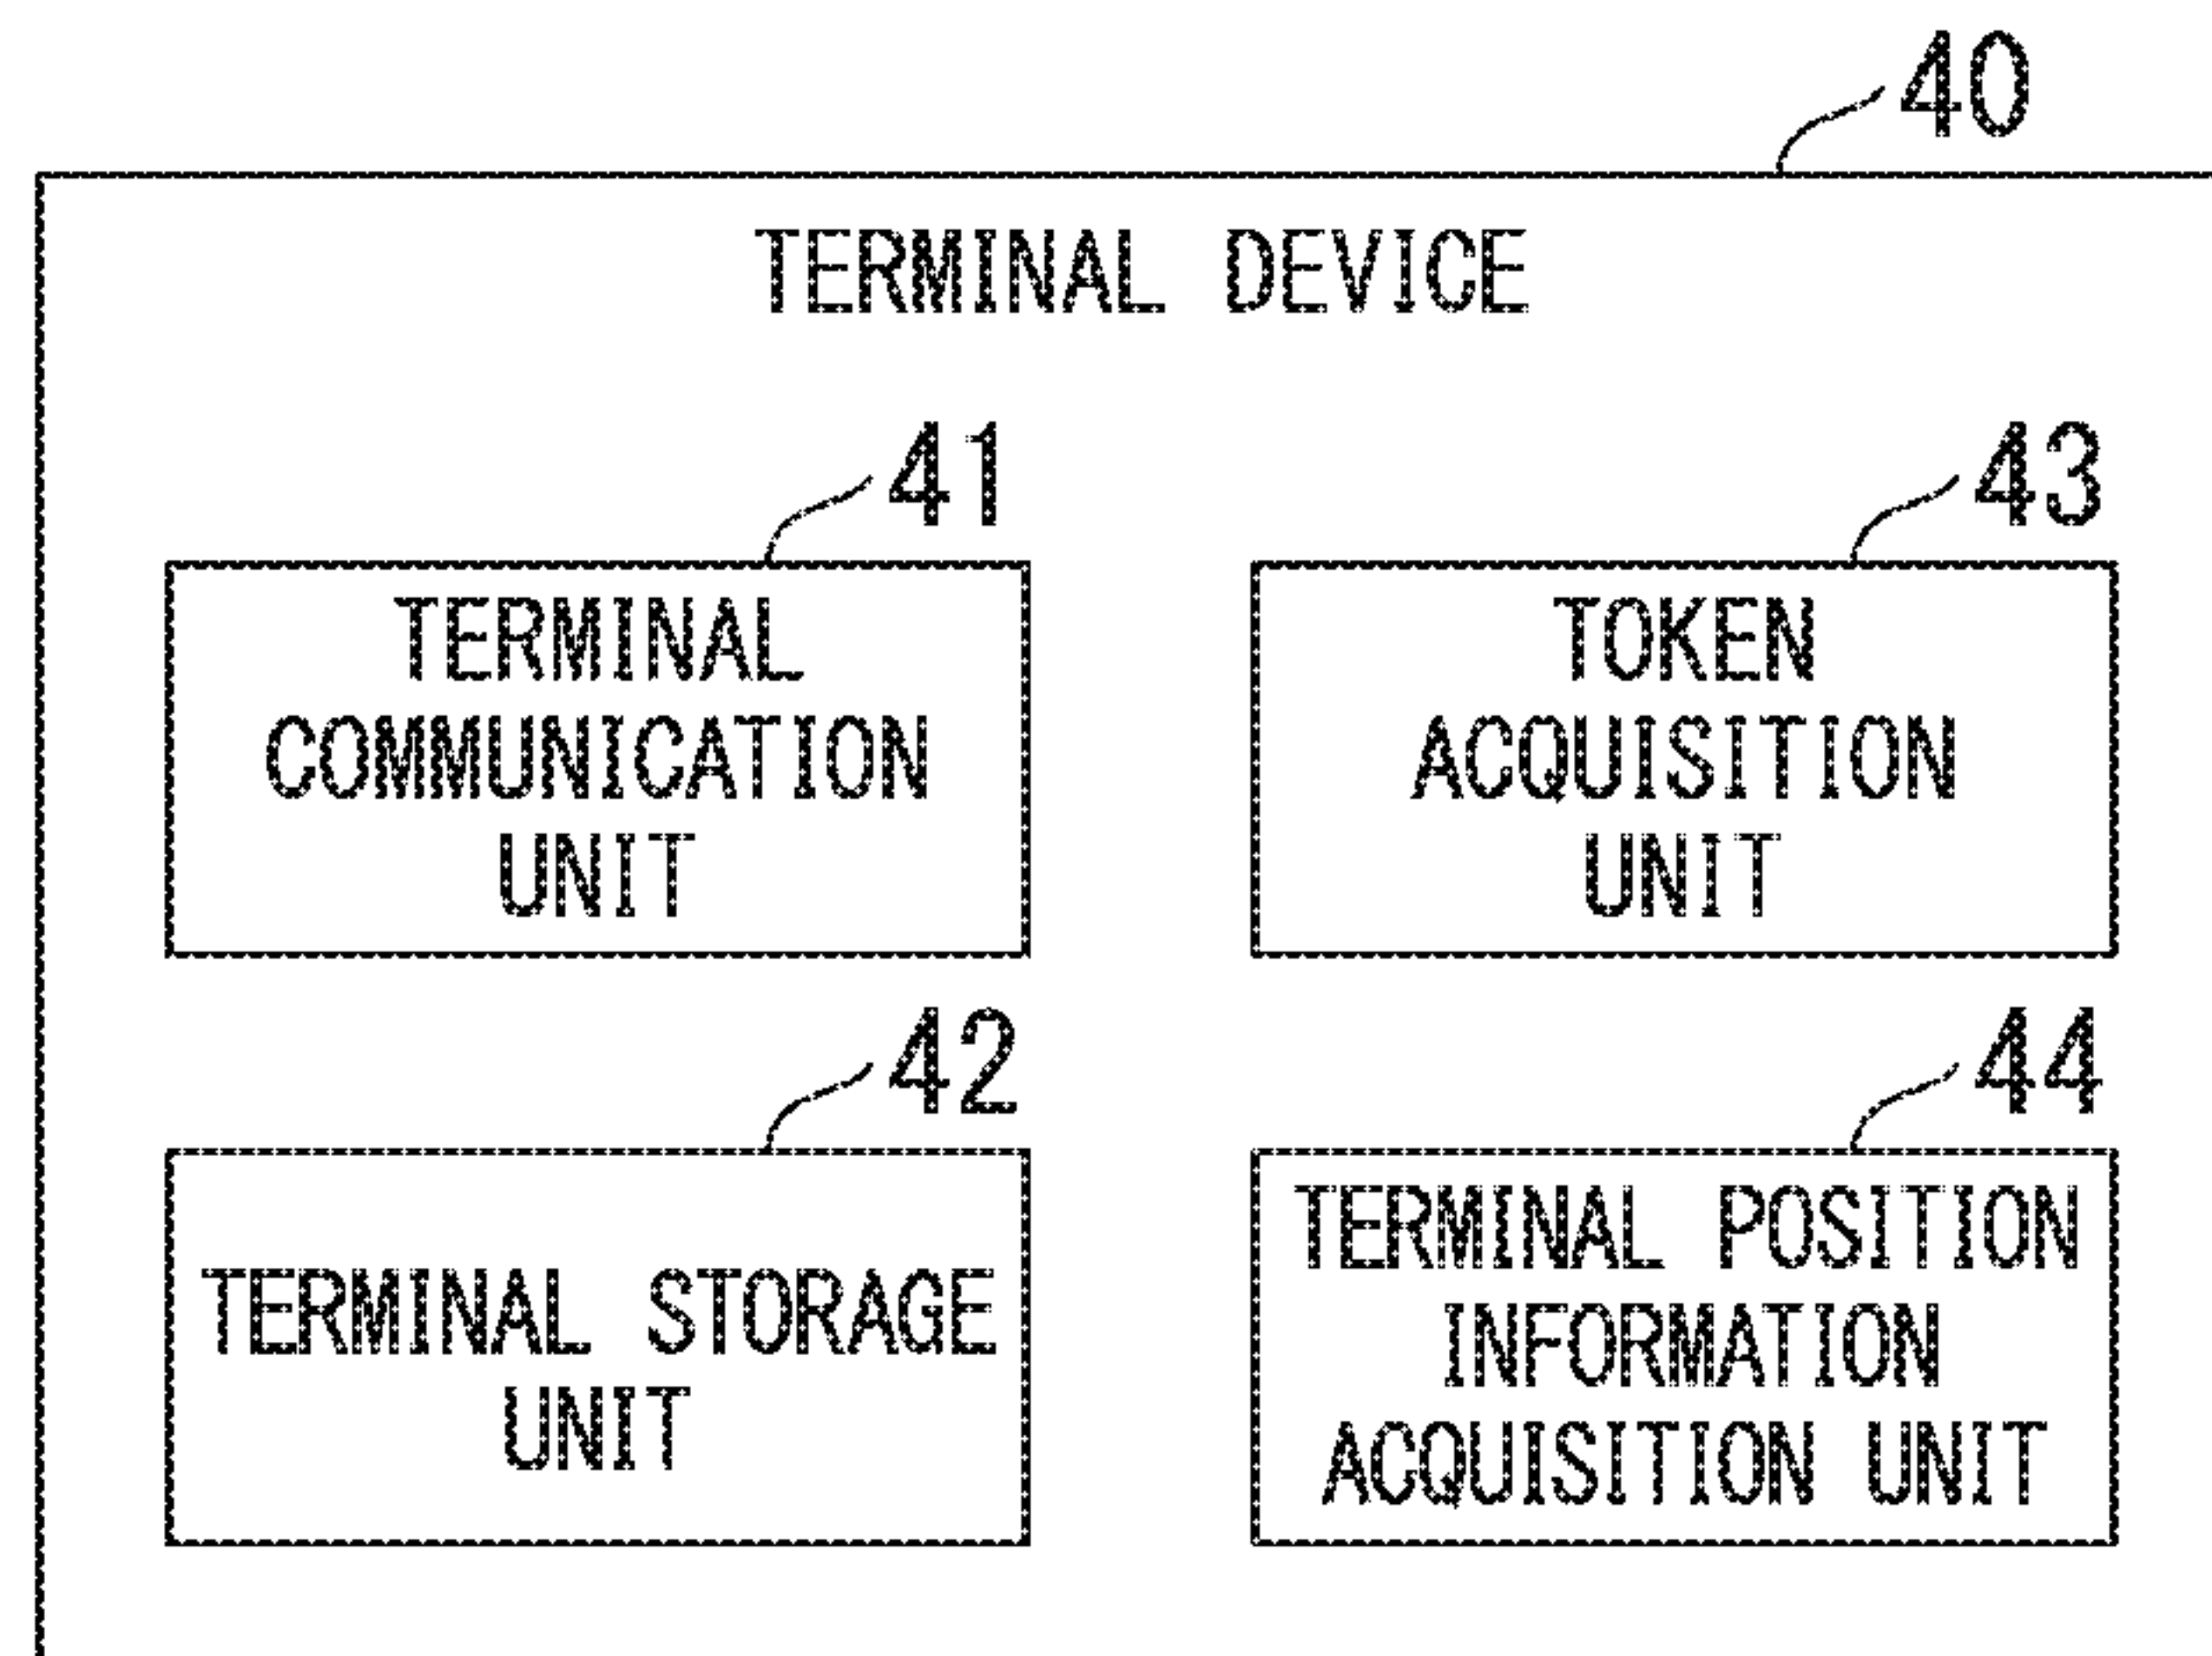 40
TERMINAL DEVICE
41
TERMINAL
COMMUNICATION
UNIT
43
TOKEN
ACQUISITION
UNIT
42
TERMINAL STORAGE
UNIT
44
TERMINAL POSITION
INFORMATION
ACQUISITION UNIT